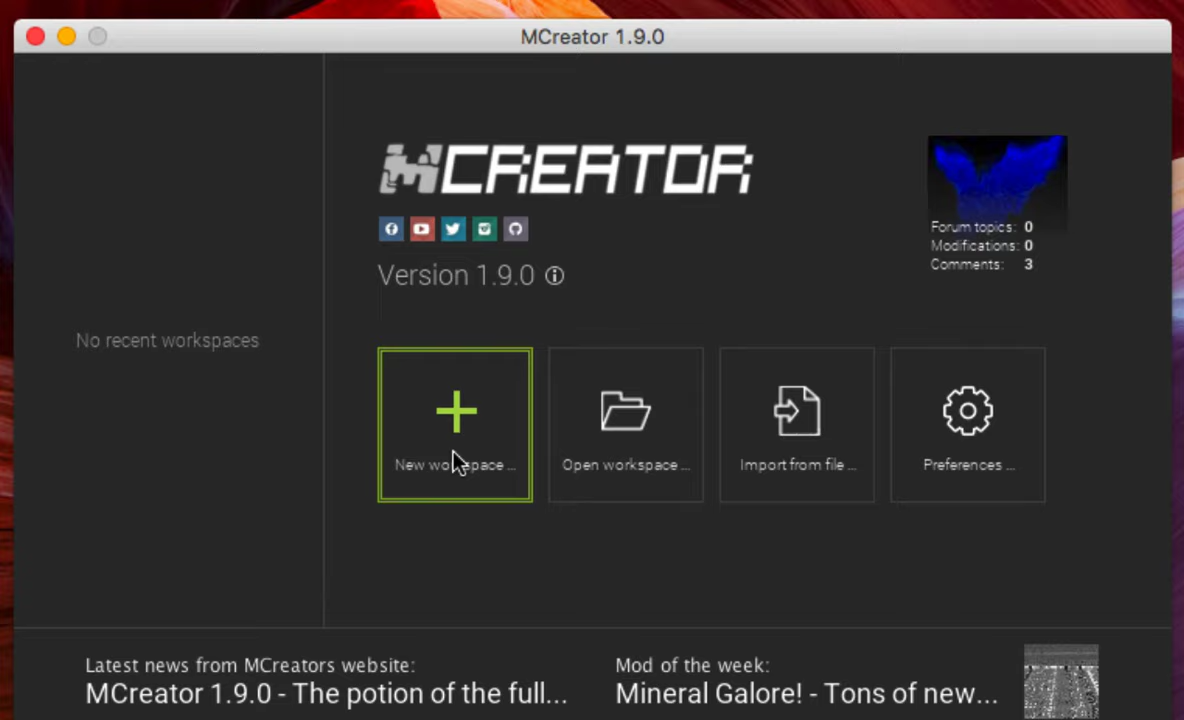 MCreator 1.9.0
MCREATOR
Forum topics: 0
Modifications: 0
Comments: 3
Version 1.9.0
No recent workspaces
New workspace ...
Open workspace ...
Import from file ...
Preferences ...
Latest news from MCreators website:
MCreator 1.9.0 - The potion of the full...
Mod of the week:
Mineral Galore! - Tons of new...